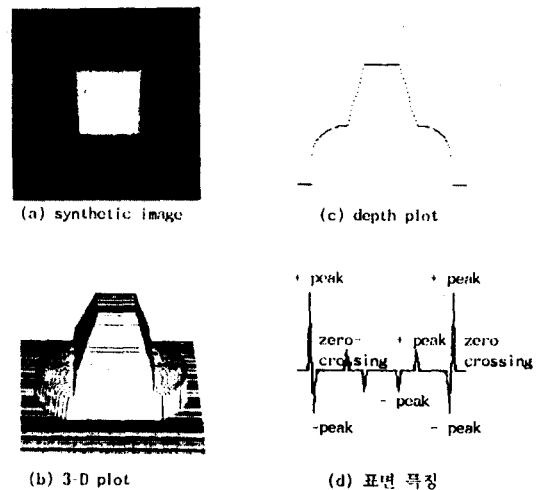 (a) synthetic image
(c) depth plot
+ peak
+ peak
zero-
crossing
+ peak
zero
crossing
- peak
-peak
- peak
(b) 3-D plot
(d) 표면 특징